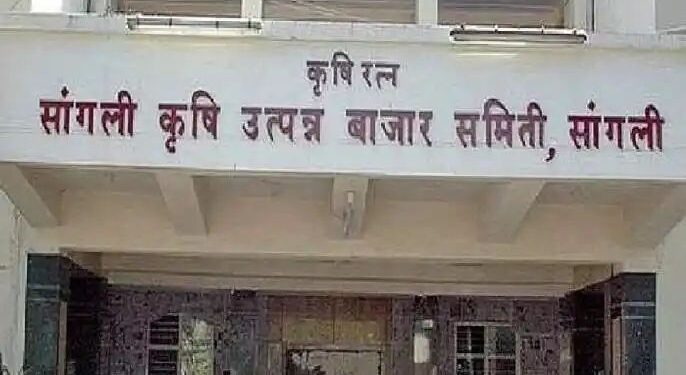 कृषि रत्न
सांगली कृषि उत्पन्न बाजार समिती, सांगली